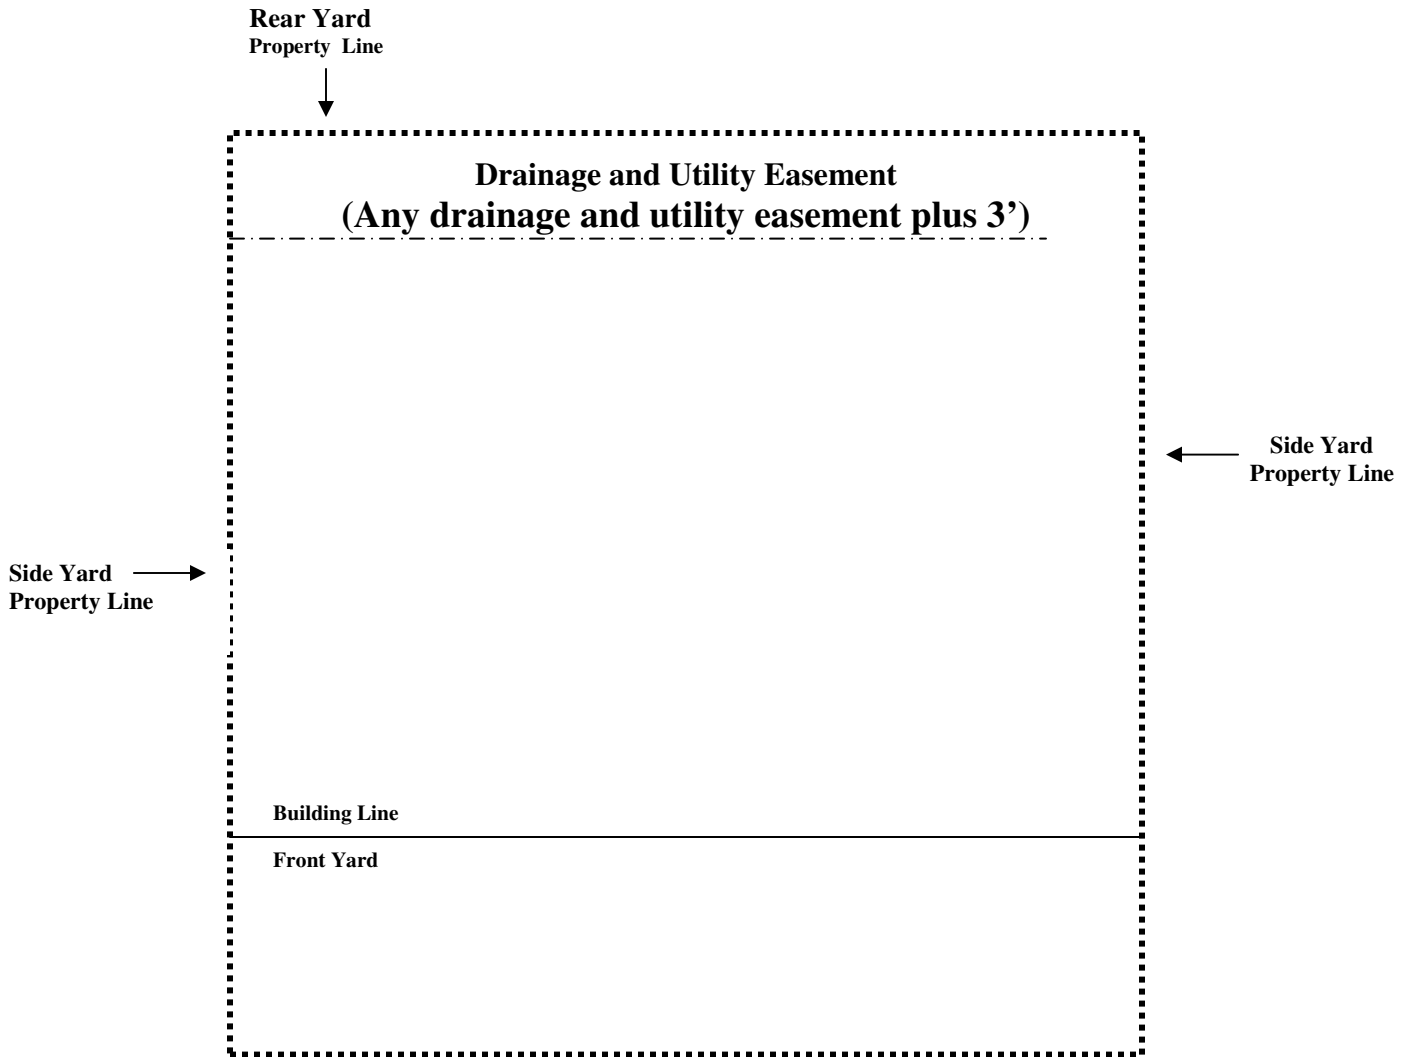 Rear Yard
Property Line
Drainage and Utility Easement
(Any drainage and utility easement plus 3’)
Side Yard
Property Line
Side Yard
Property Line
Building Line
Front Yard